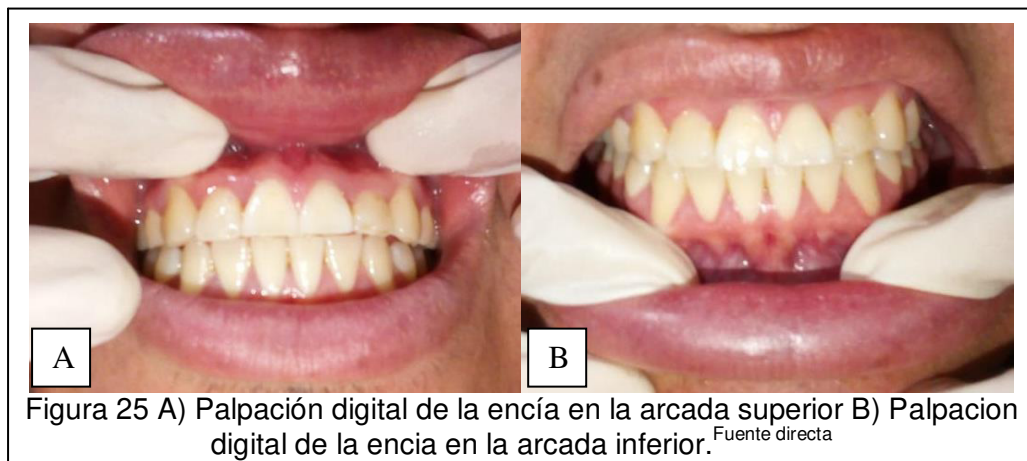 A
B
Figura 25 A) Palpación digital de la encía en la arcada superior B) Palpacion
digital de la encia en la arcada inferior. Fuente directa